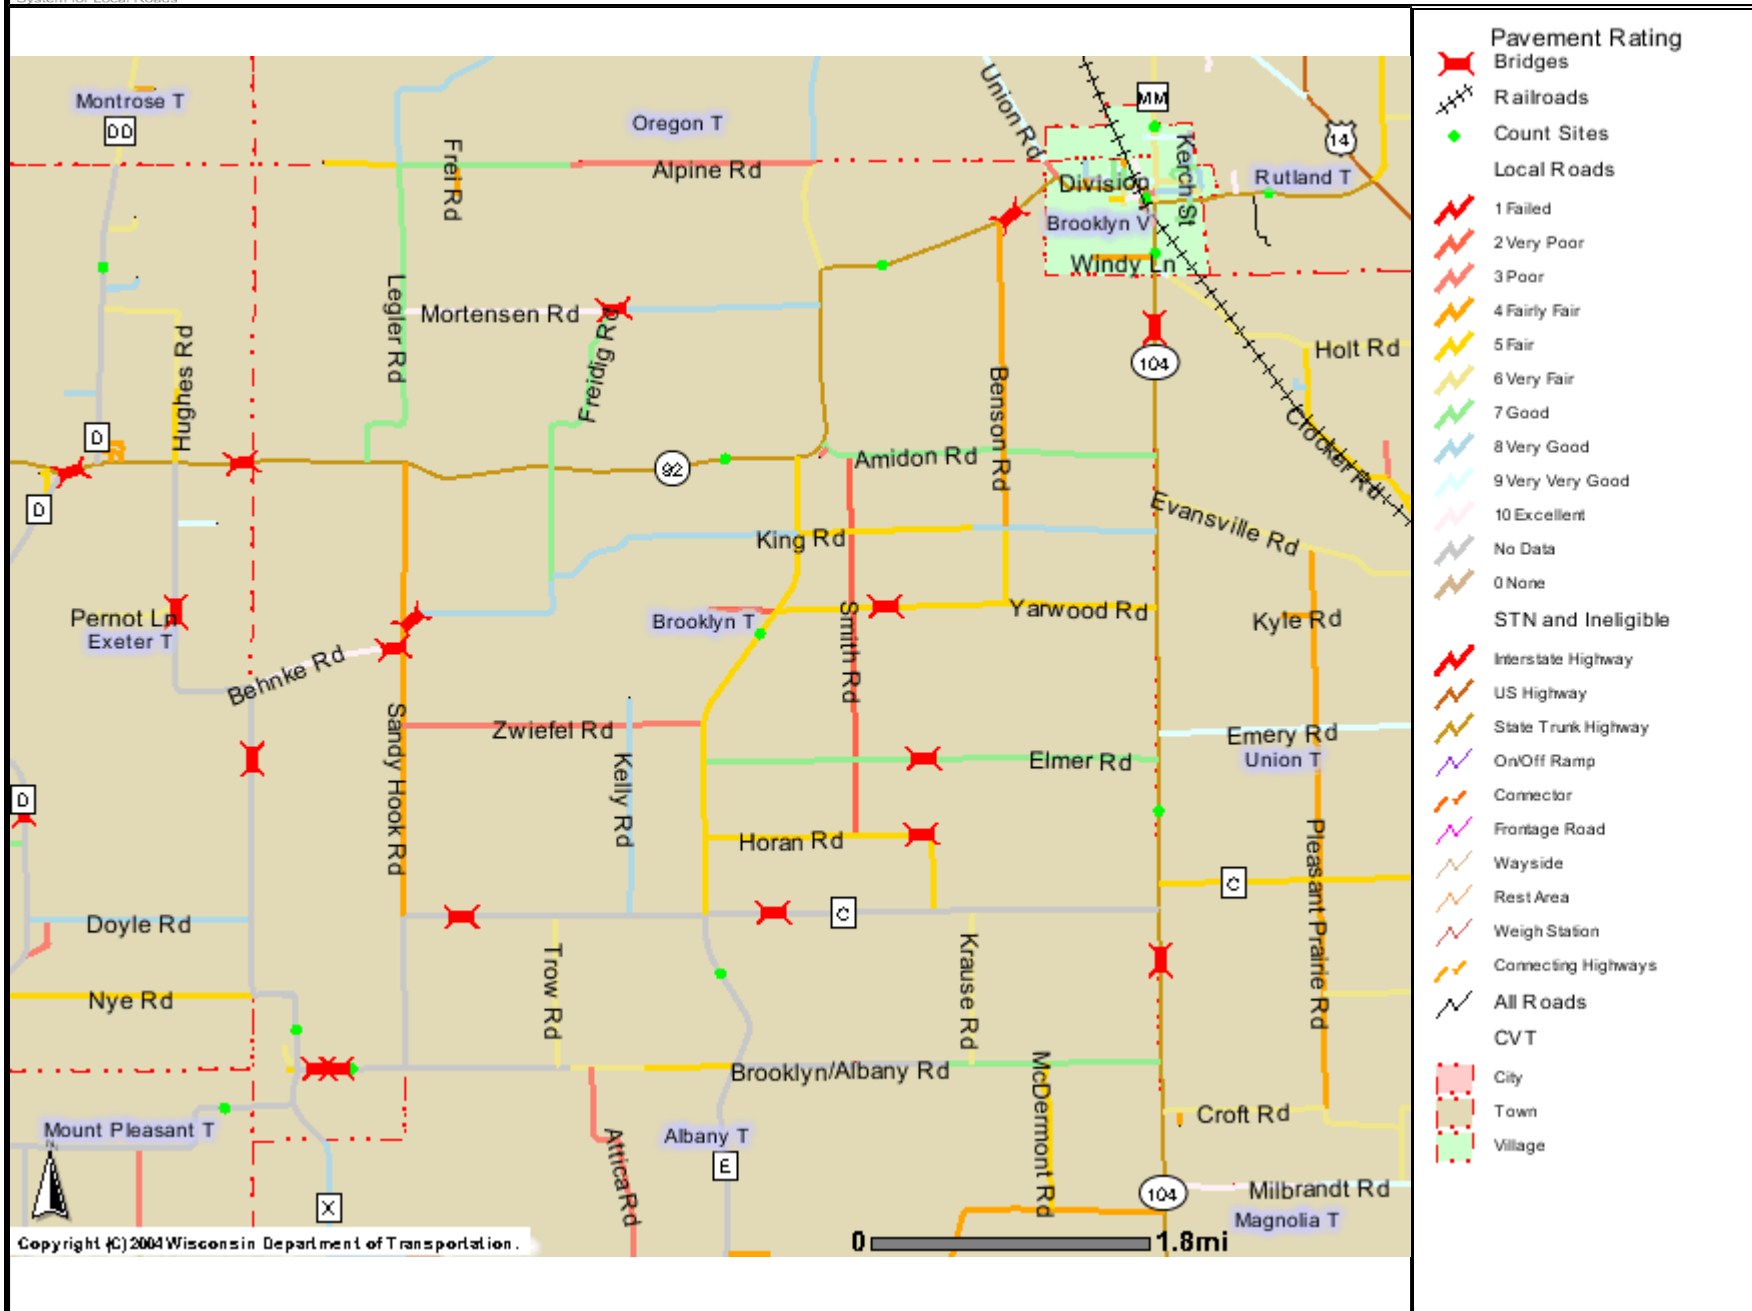 System for Local Roads
Montrose T
DD
Oregon T
Union Rd
MM
14
Frei Rd
Alpine Rd
Division
Kerch St
Rutland T
Brooklyn V
Windy Ln
Legler Rd
Mortensen Rd
Freidig Rd
Hughes Rd
104
Holt Rd
Benson Rd
D
D
92
Amidon Rd
Crocker Rd
Evansville Rd
King Rd
Pernot Ln
Exeter T
Brooklyn T
Smith Rd
Yarwood Rd
Kyle Rd
Behnke Rd
Sandy Hook Rd
Zwiefel Rd
Kelly Rd
Elmer Rd
Emery Rd
Union T
D
Horan Rd
Pleasant Prairie Rd
C
C
Doyle Rd
Trow Rd
Krause Rd
Nye Rd
Brooklyn/Albany Rd
McDermont Rd
Croft Rd
Mount Pleasant T
Attica Rd
Albany T
E
N
X
104
Milbrandt Rd
Magnolia T
Copyright (C) 2004 Wisconsin Department of Transportation.
0 1.8mi
Pavement Rating
Bridges
Railroads
Count Sites
Local Roads
1 Failed
2 Very Poor
3 Poor
4 Fairly Fair
5 Fair
6 Very Fair
7 Good
8 Very Good
9 Very Very Good
10 Excellent
No Data
0 None
STN and Ineligible
Interstate Highway
US Highway
State Trunk Highway
On/Off Ramp
Connector
Frontage Road
Wayside
Rest Area
Weigh Station
Connecting Highways
All Roads
CVT
City
Town
Village